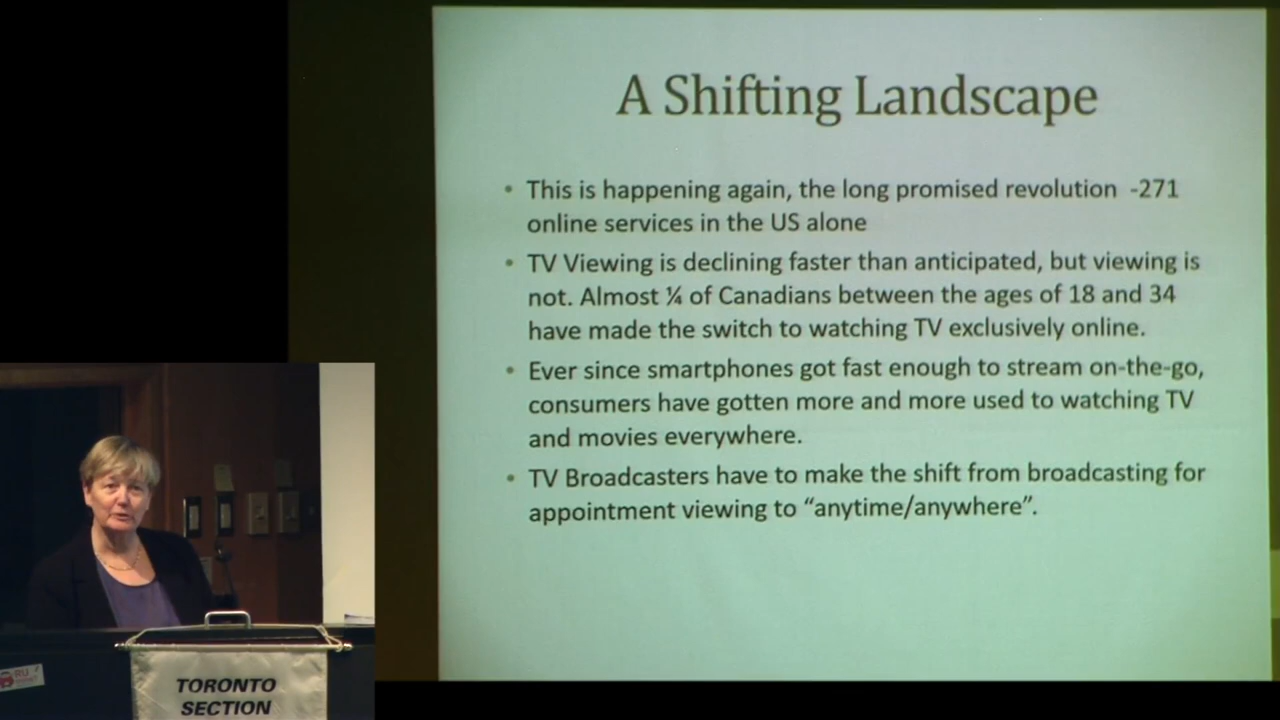 A Shifting Landscape
• This is happening again, the long promised revolution -271
online services in the US alone
• TV Viewing is declining faster than anticipated, but viewing is
not. Almost ¼ of Canadians between the ages of 18 and 34
have made the switch to watching TV exclusively online.
• Ever since smartphones got fast enough to stream on-the-go,
consumers have gotten more and more used to watching TV
and movies everywhere.
• TV Broadcasters have to make the shift from broadcasting for
appointment viewing to “anytime/anywhere”.
RU
TORONTO
SECTION